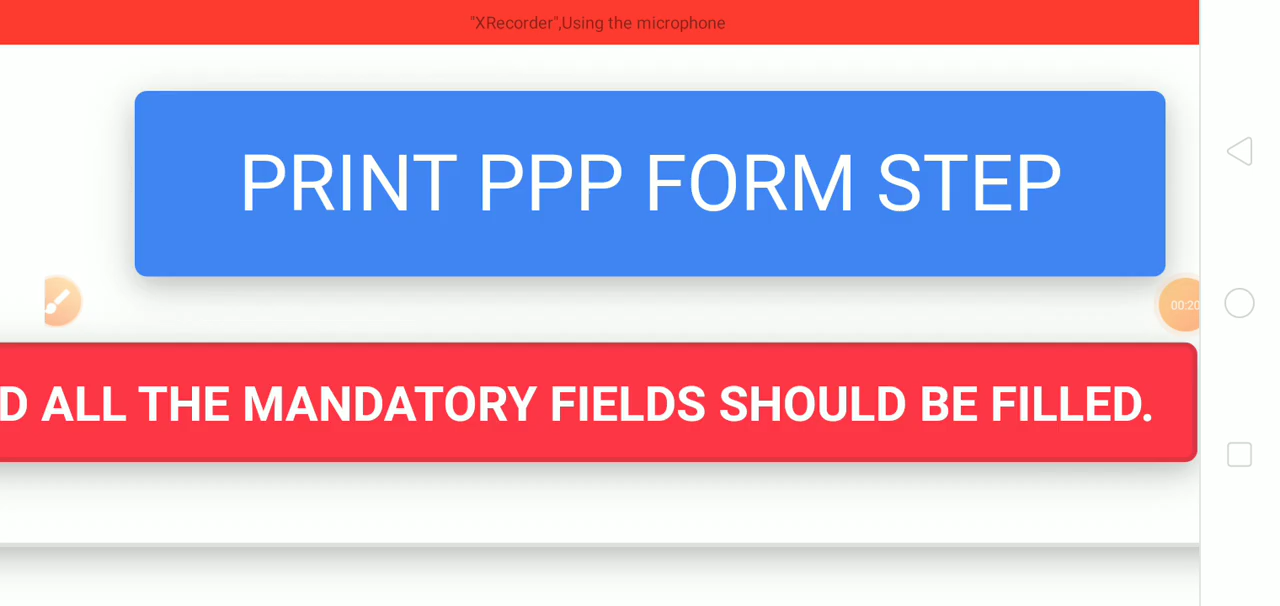 "XRecorder",Using the microphone
PRINT PPP FORM STEP
00:20
D ALL THE MANDATORY FIELDS SHOULD BE FILLED.